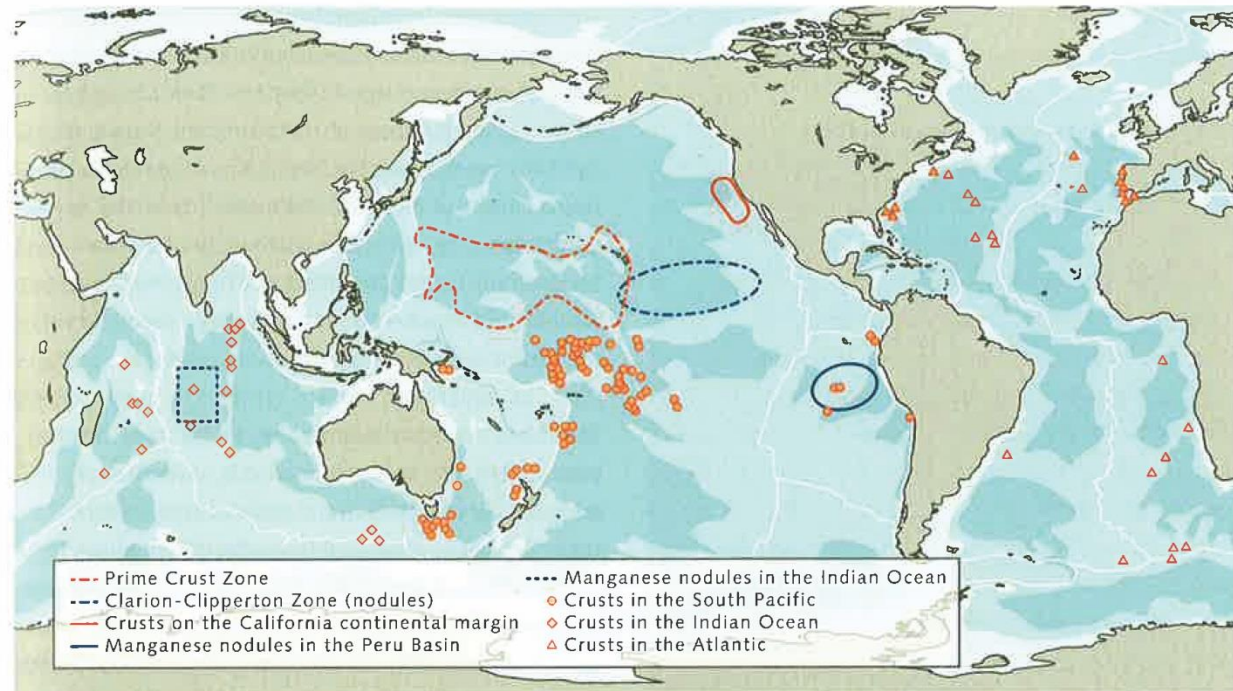 Prime Crust Zone
Clarion-Clipperton Zone (nodules)
Crusts on the California continental margin
Manganese nodules in the Peru Basin
Manganese nodules in the Indian Ocean
Crusts in the South Pacific
Crusts in the Indian Ocean
Crusts in the Atlantic